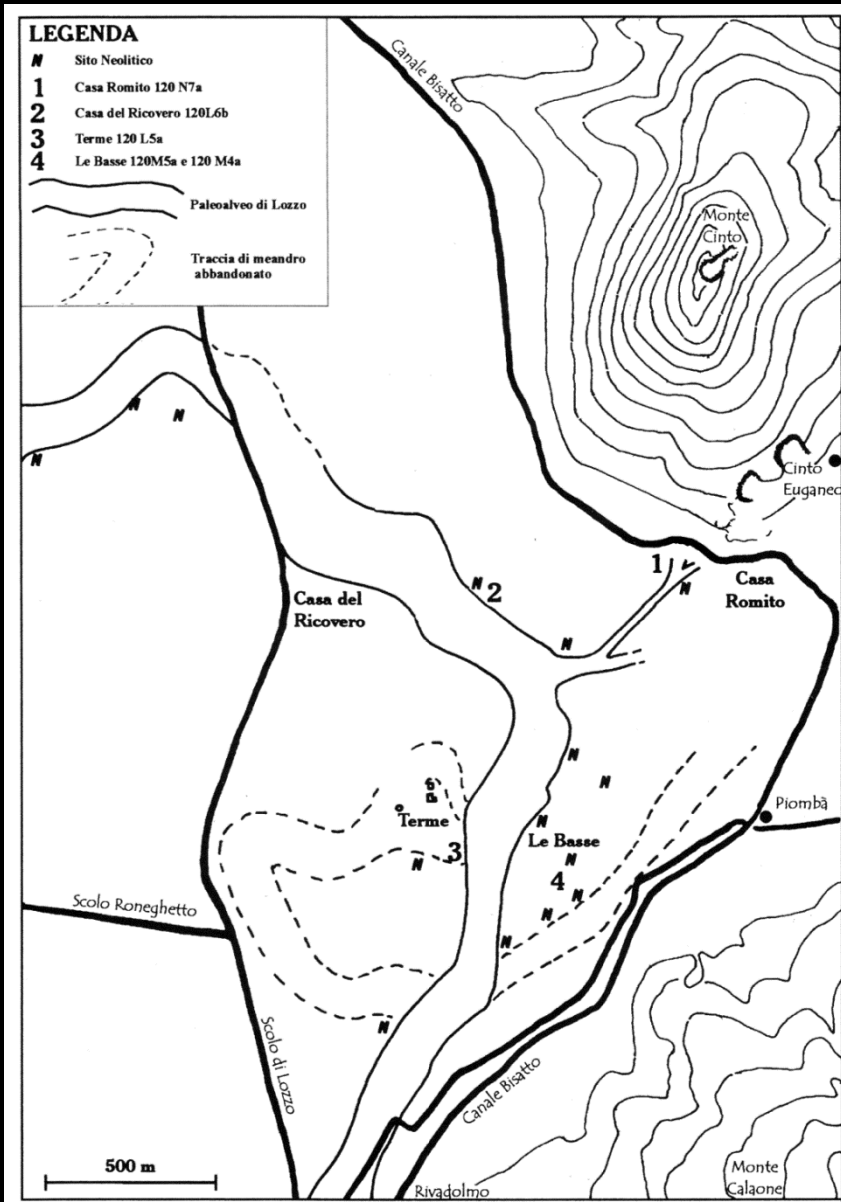 LEGENDA
N Sito Neolitico
1 Casa Romito 120 N7a
2 Casa del Ricovero 120L6b
3 Terme 120 L5a
4 Le Basse 120M5a e 120 M4a
Paleoalveo di Lozzo
Traccia di meandro
abbandonato
Canale Bisatto
Monte
Cinto
N
N
N
Cinto
Euganeo
1
N
2
Casa
Romito
N
Casa del
Ricovero
N
N
N
Piombà
Terme
N
Le Basse
3
N
N
4
N
Scolo Roneghetto
N
N
N
Scolo di Lozzo
Canale Bisatto
500 m
Rivadolmo
Monte
Calaone